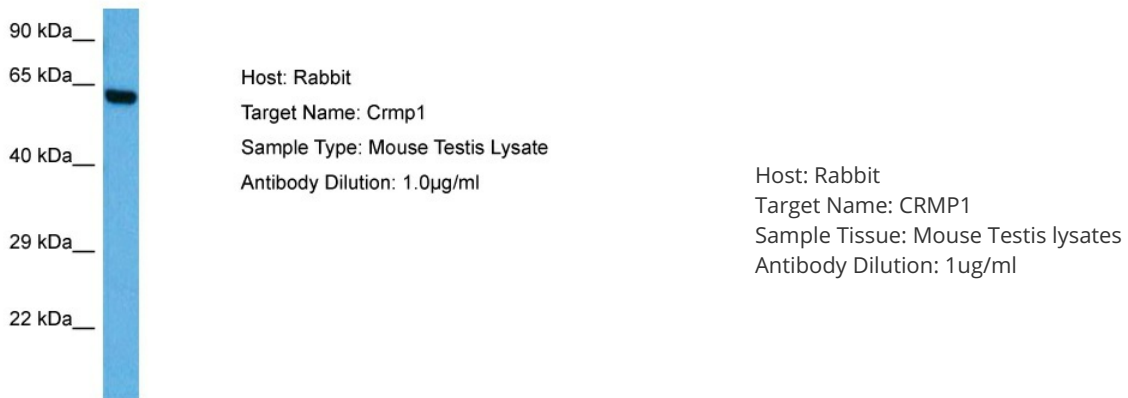 90 kDa__
65 kDa__
40 kDa__
29 kDa__
22 kDa__
Host: Rabbit
Target Name: Crmp1
Sample Type: Mouse Testis Lysate
Antibody Dilution: 1.0µg/ml
Host: Rabbit
Target Name: CRMP1
Sample Tissue: Mouse Testis lysates
Antibody Dilution: 1ug/ml